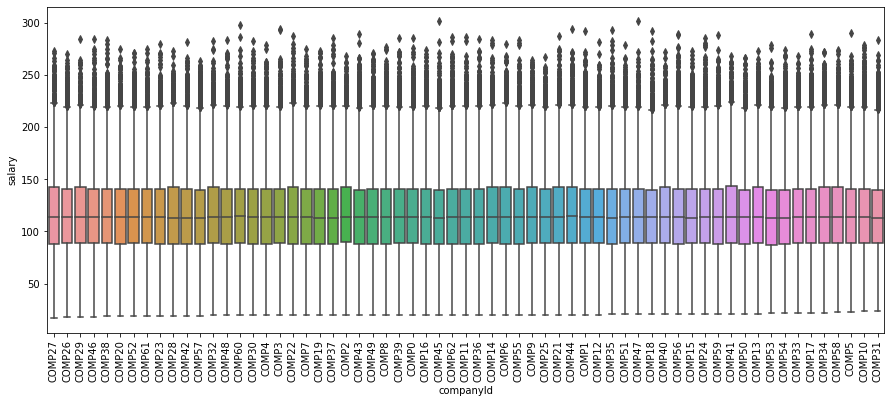 salary
300
250
200
150
100
50
COMP27
COMP26
COMP29
COMP46
COMP38
COMP20
COMP52
COMP61
COMP23
COMP28
COMP42
COMP57
COMP32
COMP48
COMP60
COMP30
COMP4
COMP3
COMP22
COMP7
COMP19
COMP37
COMP2
COMP43
COMP49
COMP8
COMP39
COMP0
COMP16
COMP45
COMP62
COMP11
COMP36
COMP14
COMP6
COMP55
COMP9
COMP25
COMP21
COMP44
COMP1
COMP12
COMP35
COMP51
COMP47
COMP18
COMP40
COMP56
COMP15
COMP24
COMP59
COMP41
COMP50
COMP13
COMP53
COMP54
COMP33
COMP17
COMP34
COMP58
COMP5
COMP10
COMP31
companyId